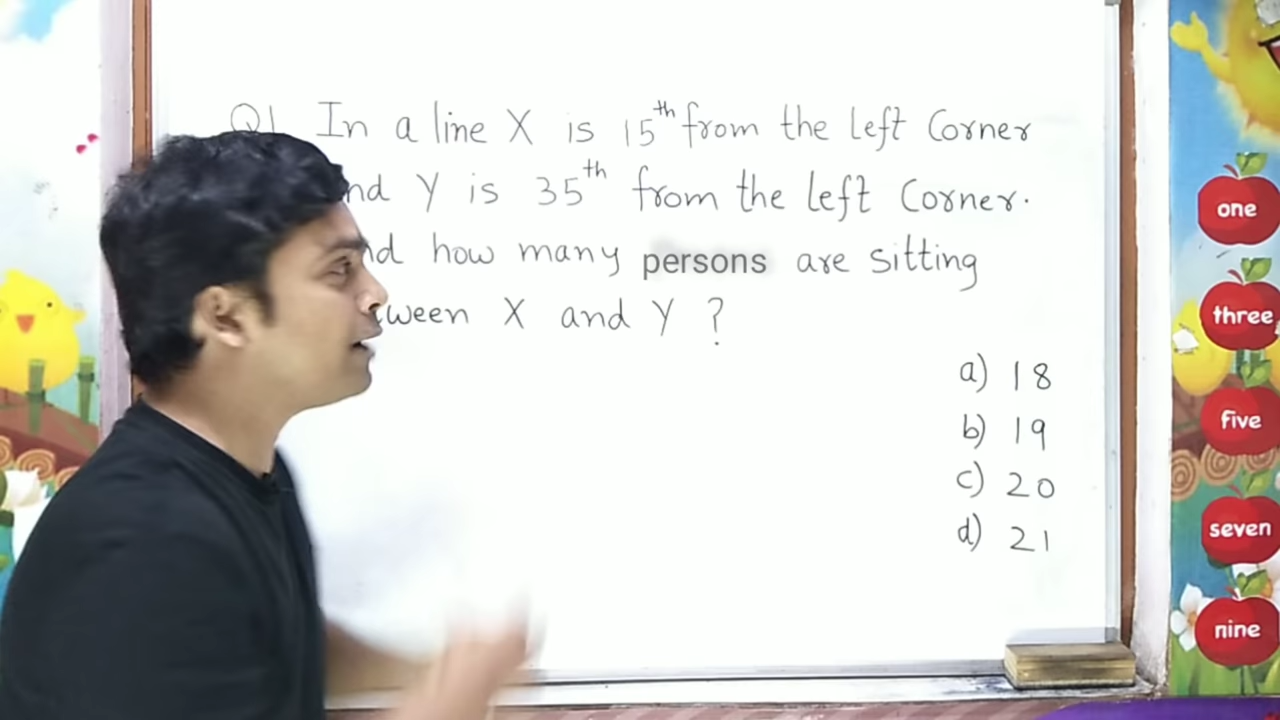 Q1 In a line X is 15th from the left Corner
nd Y is 35th from the left Corner.
nd how many persons are sitting
ween X and Y ?
a) 18
b) 19
c) 20
d) 21
one
three
five
seven
nine